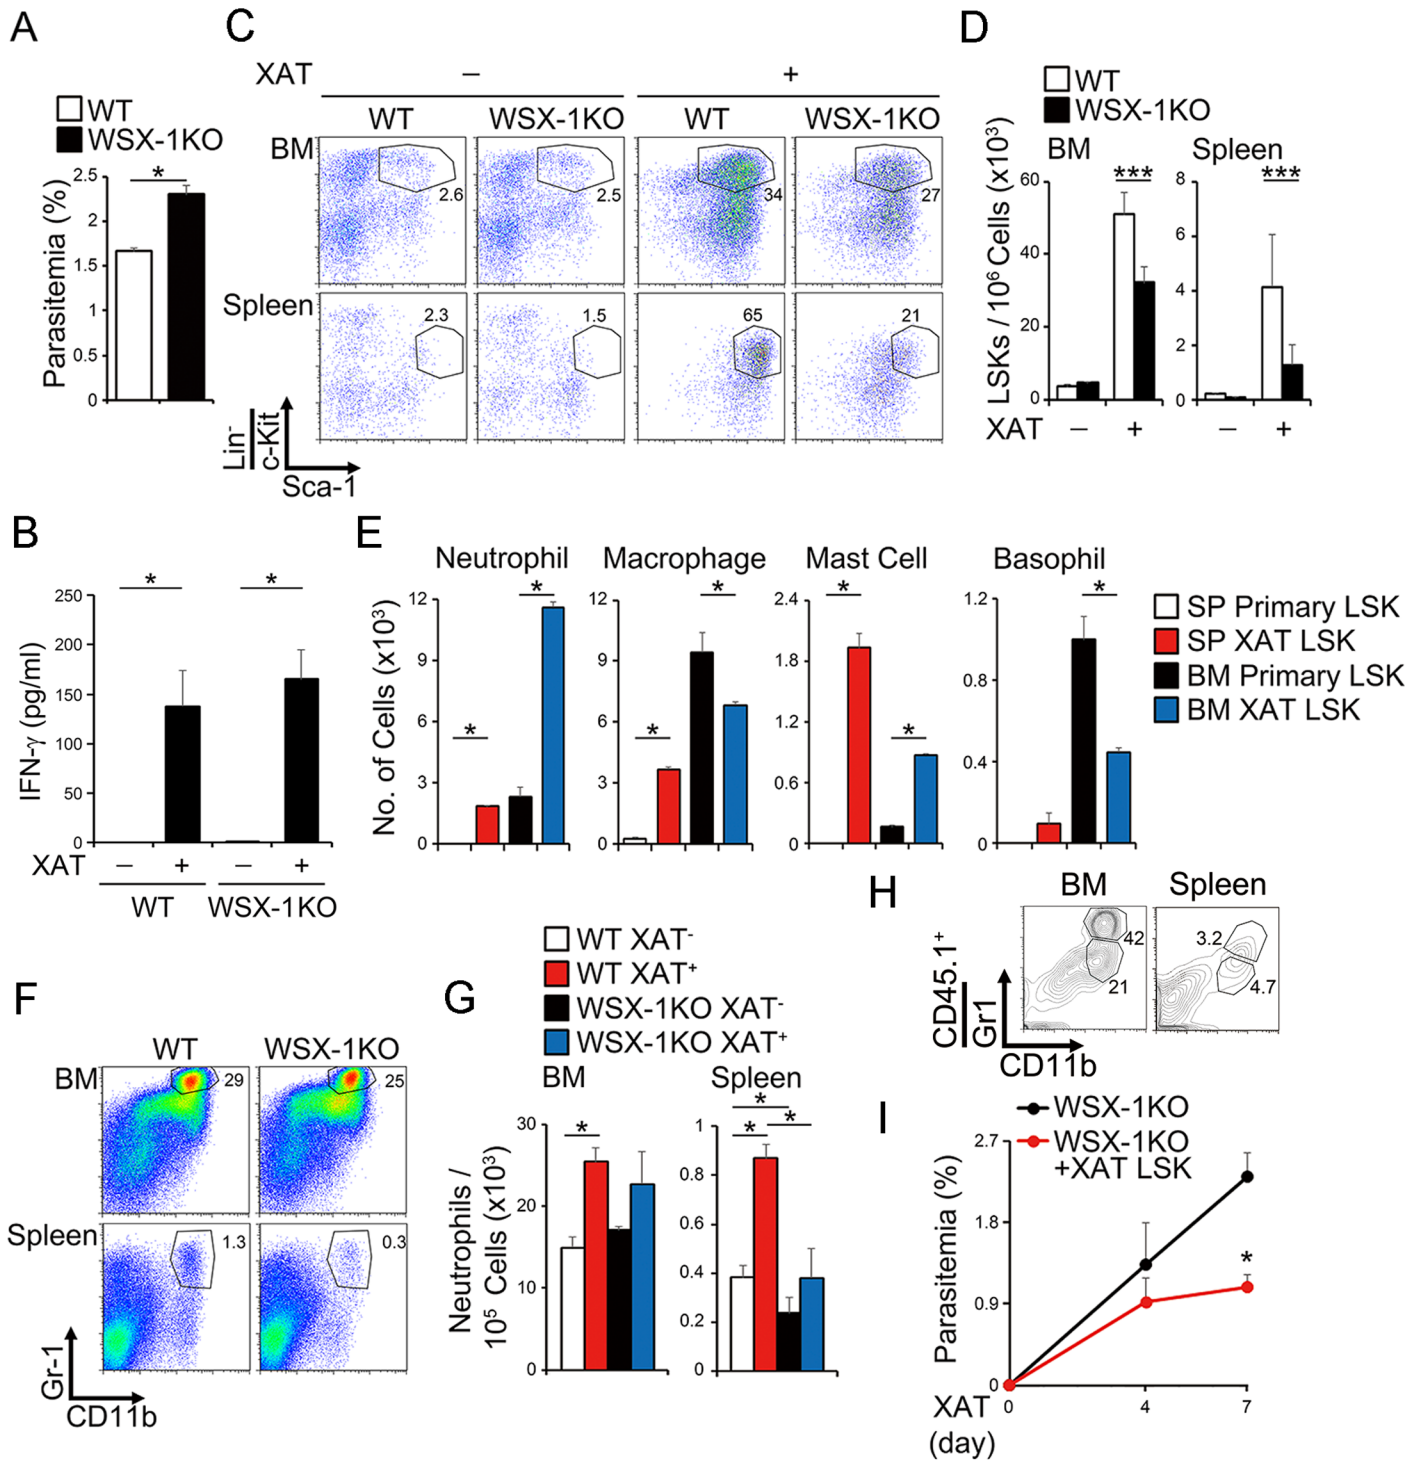 A
WT
WSX-1KO
*
Parasitemia (%)
2.5
2
1.5
1
0.5
0
C
XAT
–
+
WT
WSX-1KO
WT
WSX-1KO
BM
2.6
2.5
34
27
Spleen
2.3
1.5
65
21
Lin-
c-Kit
Sca-1
D
WT
WSX-1KO
BM
Spleen
LSKs / 10⁶ Cells (x10³)
***
***
60
40
20
0
8
6
4
2
0
XAT
–
+
–
+
B
*
*
IFN-γ (pg/ml)
250
200
150
100
50
0
XAT
–
+
–
+
WT
WSX-1KO
E
Neutrophil
Macrophage
Mast Cell
Basophil
No. of Cells (x10³)
12
9
6
3
0
*
*
12
9
6
3
0
*
*
2.4
1.8
1.2
0.6
0
*
*
1.2
0.8
0.4
0
*
SP Primary LSK
SP XAT LSK
BM Primary LSK
BM XAT LSK
F
WT
WSX-1KO
BM
29
25
Spleen
1.3
0.3
Gr-1
CD11b
G
WT XAT⁻
WT XAT⁺
WSX-1KO XAT⁻
WSX-1KO XAT⁺
BM
Spleen
Neutrophils /
10⁵ Cells (x10³)
30
20
10
0
*
1
0.8
0.6
0.4
0.2
0
*
*
*
H
BM
Spleen
42
21
3.2
4.7
CD45.1⁺
Gr1
CD11b
I
WSX-1KO
WSX-1KO
+XAT LSK
Parasitemia (%)
2.7
1.8
0.9
0
*
XAT
(day)
0
4
7